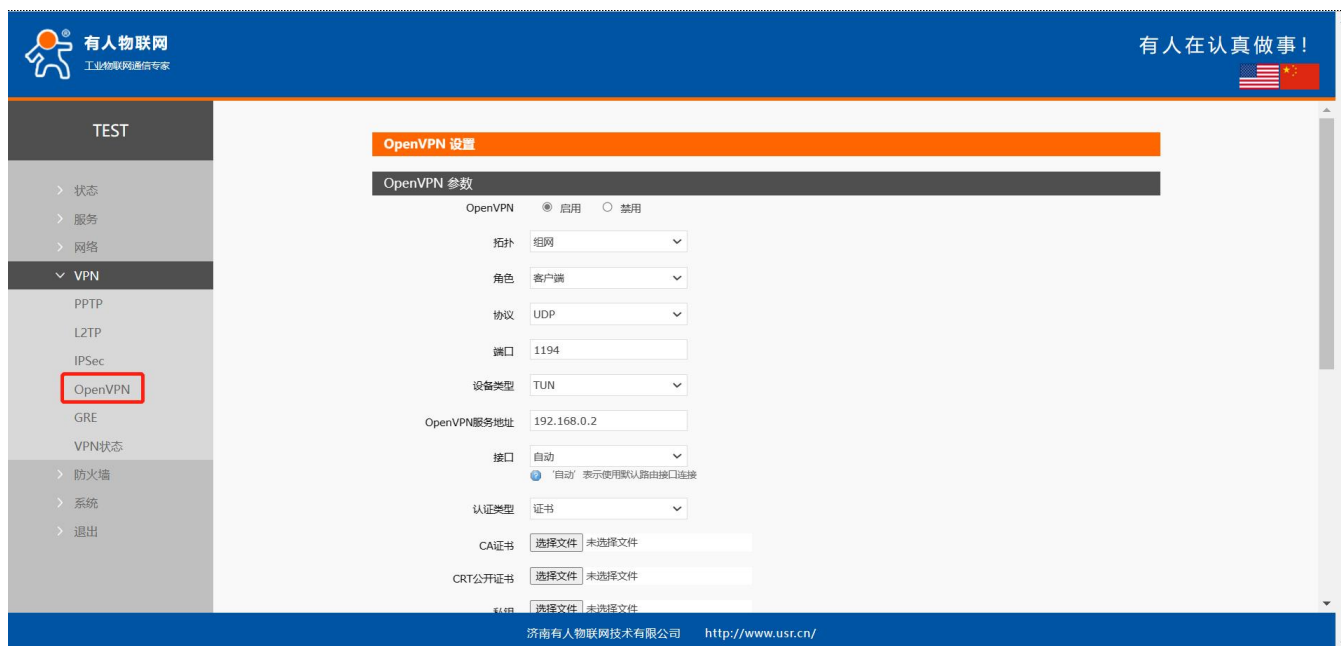 有人物联网
®
工业物联网通信专家
有人在认真做事！
TEST
状态
服务
网络
VPN
PPTP
L2TP
IPSec
OpenVPN
GRE
VPN状态
防火墙
系统
退出
OpenVPN 设置
OpenVPN 参数
OpenVPN 启用 禁用
拓扑 组网
角色 客户端
协议 UDP
端口 1194
设备类型 TUN
OpenVPN服务地址 192.168.0.2
接口 自动
'自动' 表示使用默认路由接口连接
认证类型 证书
CA证书 选择文件 未选择文件
CRT公开证书 选择文件 未选择文件
私钥 选择文件 未选择文件
济南有人物联网技术有限公司 http://www.usr.cn/